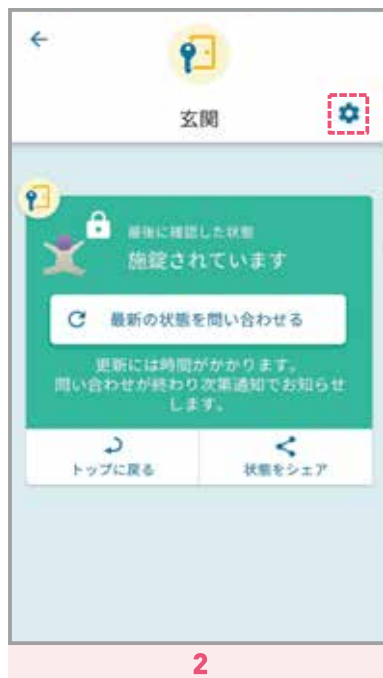 玄関
最後に確認した状態
施錠されています
最新の状態を問い合わせる
更新には時間がかかります。
問い合わせが終わり次第通知でお知らせ
します。
トップに戻る
状態をシェア
2